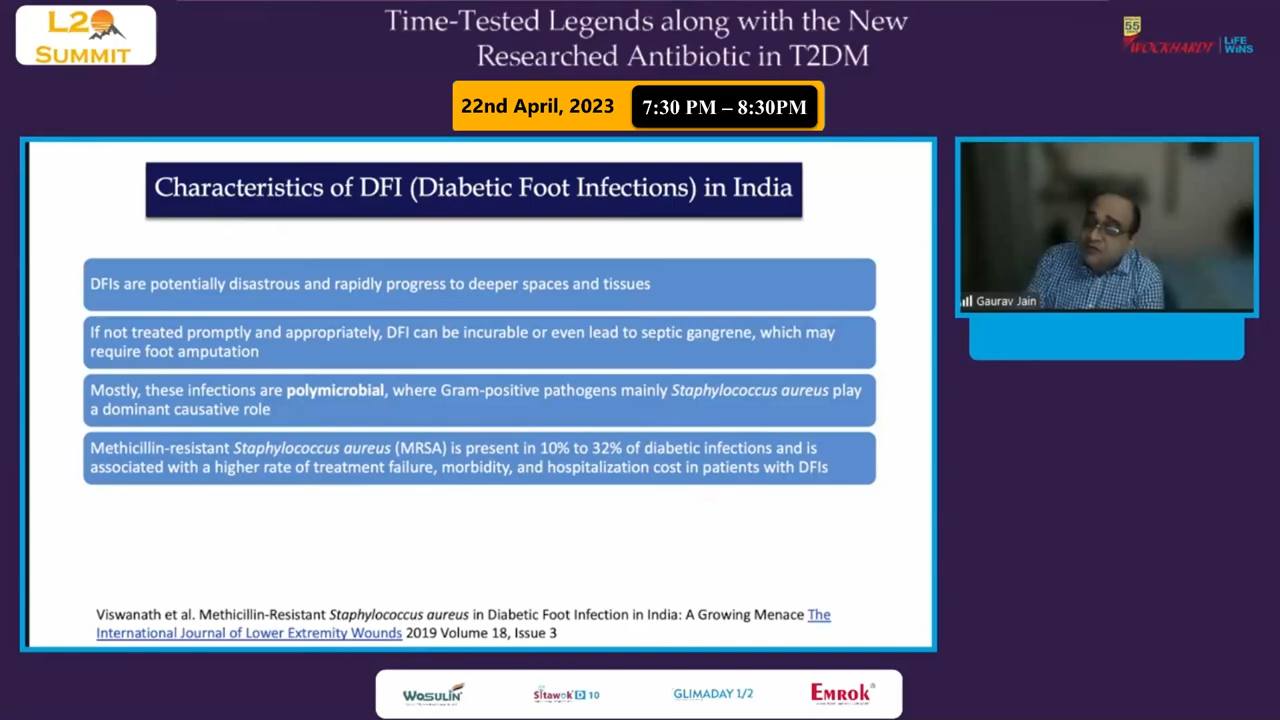 L20
SUMMIT
Time-Tested Legends along with the New
Researched Antibiotic in T2DM
55
WOCKHARDT
LiFE
WiNS
22nd April, 2023
7:30 PM – 8:30PM
Characteristics of DFI (Diabetic Foot Infections) in India
DFIs are potentially disastrous and rapidly progress to deeper spaces and tissues
If not treated promptly and appropriately, DFI can be incurable or even lead to septic gangrene, which may
require foot amputation
Mostly, these infections are polymicrobial, where Gram-positive pathogens mainly Staphylococcus aureus play
a dominant causative role
Methicillin-resistant Staphylococcus aureus (MRSA) is present in 10% to 32% of diabetic infections and is
associated with a higher rate of treatment failure, morbidity, and hospitalization cost in patients with DFIs
Viswanath et al. Methicillin-Resistant Staphylococcus aureus in Diabetic Foot Infection in India: A Growing Menace The
International Journal of Lower Extremity Wounds 2019 Volume 18, Issue 3
Gaurav Jain
WOSULIN
Sitawok D 10
GLIMADAY 1/2
EMROK